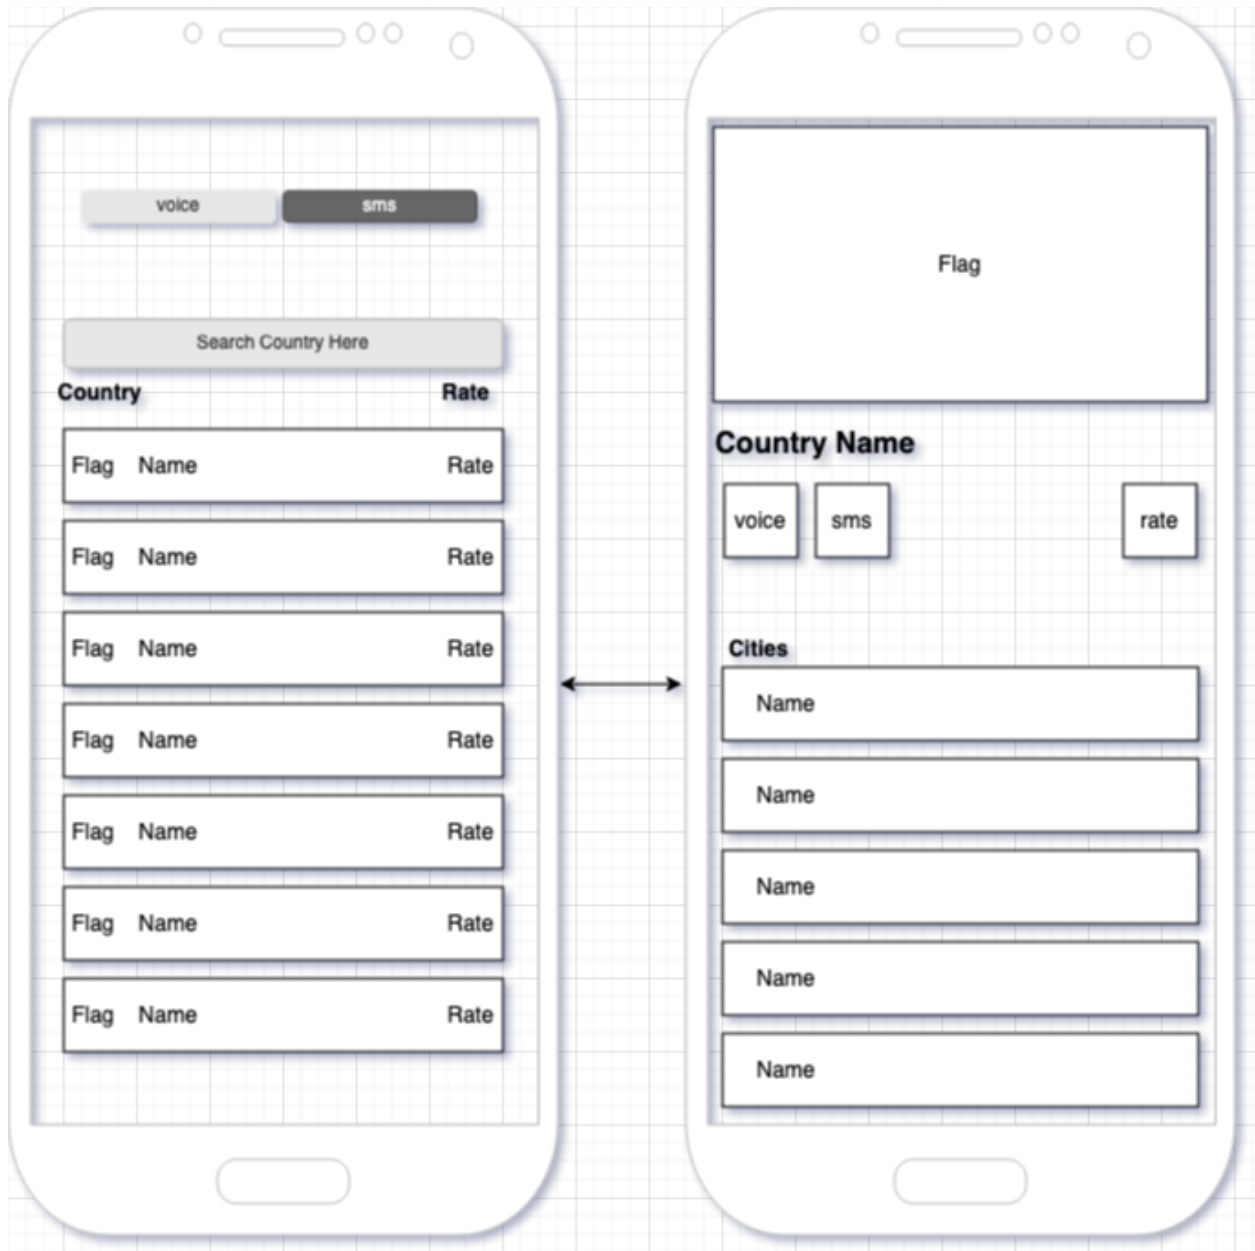 voice sms
Search Country Here
Country Rate
Flag Name Rate
Flag Name Rate
Flag Name Rate
Flag Name Rate
Flag Name Rate
Flag Name Rate
Flag Name Rate
Flag
Country Name
voice sms rate
Cities
Name
Name
Name
Name
Name